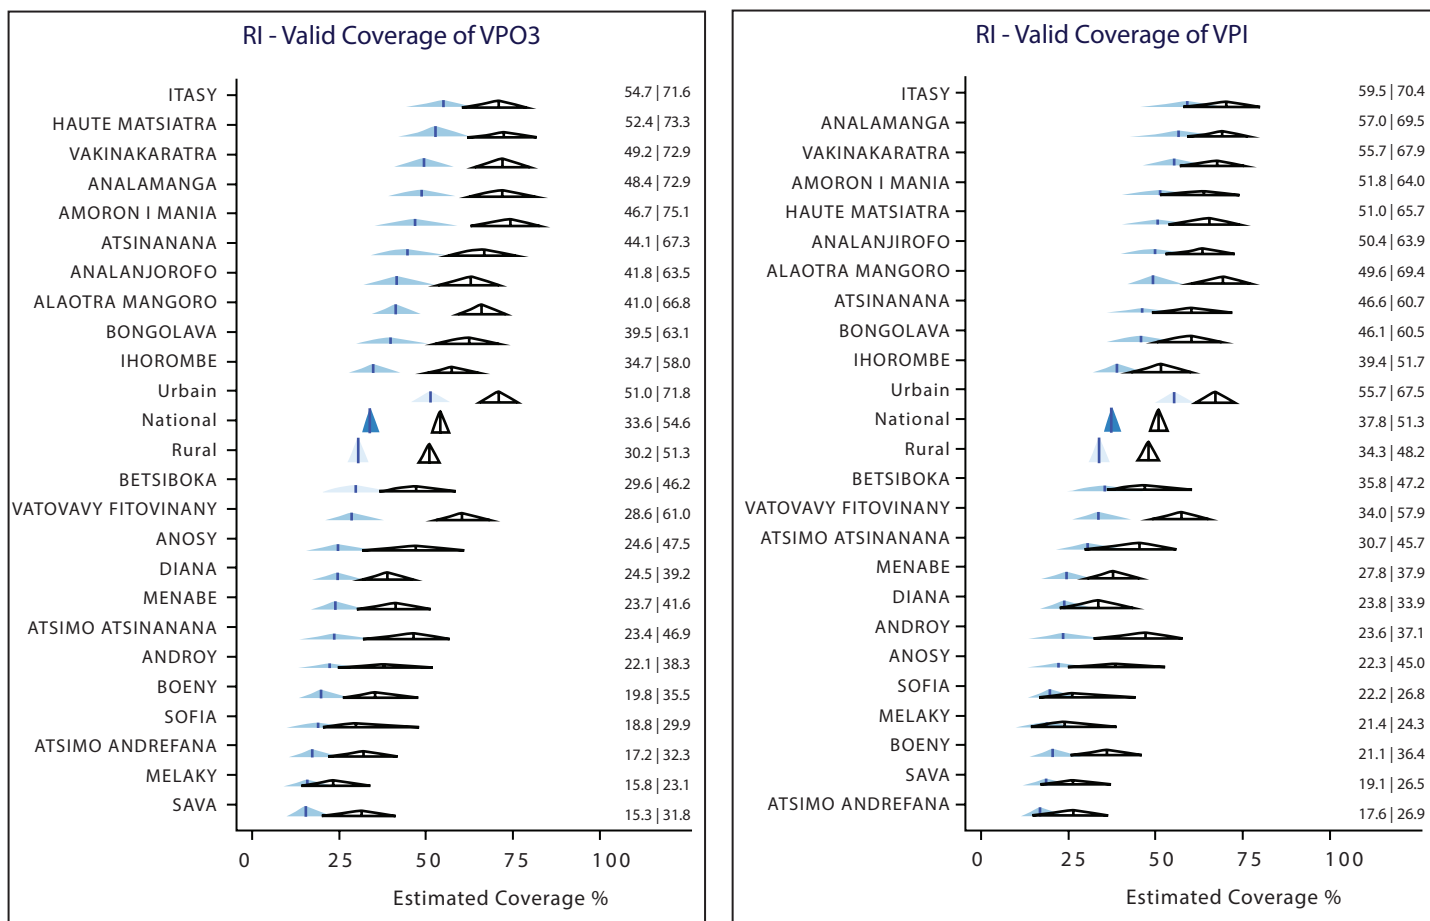 RI - Valid Coverage of VPO3
ITASY 54.7 | 71.6
HAUTE MATSIATRA 52.4 | 73.3
VAKINAKARATRA 49.2 | 72.9
ANALAMANGA 48.4 | 72.9
AMORON I MANIA 46.7 | 75.1
ATSINANANA 44.1 | 67.3
ANALANJOROFO 41.8 | 63.5
ALAOTRA MANGORO 41.0 | 66.8
BONGOLAVA 39.5 | 63.1
IHOROMBE 34.7 | 58.0
Urbain 51.0 | 71.8
National 33.6 | 54.6
Rural 30.2 | 51.3
BETSIBOKA 29.6 | 46.2
VATOVAVY FITOVINANY 28.6 | 61.0
ANOSY 24.6 | 47.5
DIANA 24.5 | 39.2
MENABE 23.7 | 41.6
ATSIMO ATSINANANA 23.4 | 46.9
ANDROY 22.1 | 38.3
BOENY 19.8 | 35.5
SOFIA 18.8 | 29.9
ATSIMO ANDREFANA 17.2 | 32.3
MELAKY 15.8 | 23.1
SAVA 15.3 | 31.8
0 25 50 75 100
Estimated Coverage %
RI - Valid Coverage of VPI
ITASY 59.5 | 70.4
ANALAMANGA 57.0 | 69.5
VAKINAKARATRA 55.7 | 67.9
AMORON I MANIA 51.8 | 64.0
HAUTE MATSIATRA 51.0 | 65.7
ANALANJIROFO 50.4 | 63.9
ALAOTRA MANGORO 49.6 | 69.4
ATSINANANA 46.6 | 60.7
BONGOLAVA 46.1 | 60.5
IHOROMBE 39.4 | 51.7
Urbain 55.7 | 67.5
National 37.8 | 51.3
Rural 34.3 | 48.2
BETSIBOKA 35.8 | 47.2
VATOVAVY FITOVINANY 34.0 | 57.9
ATSIMO ATSINANANA 30.7 | 45.7
MENABE 27.8 | 37.9
DIANA 23.8 | 33.9
ANDROY 23.6 | 37.1
ANOSY 22.3 | 45.0
SOFIA 22.2 | 26.8
MELAKY 21.4 | 24.3
BOENY 21.1 | 36.4
SAVA 19.1 | 26.5
ATSIMO ANDREFANA 17.6 | 26.9
0 25 50 75 100
Estimated Coverage %